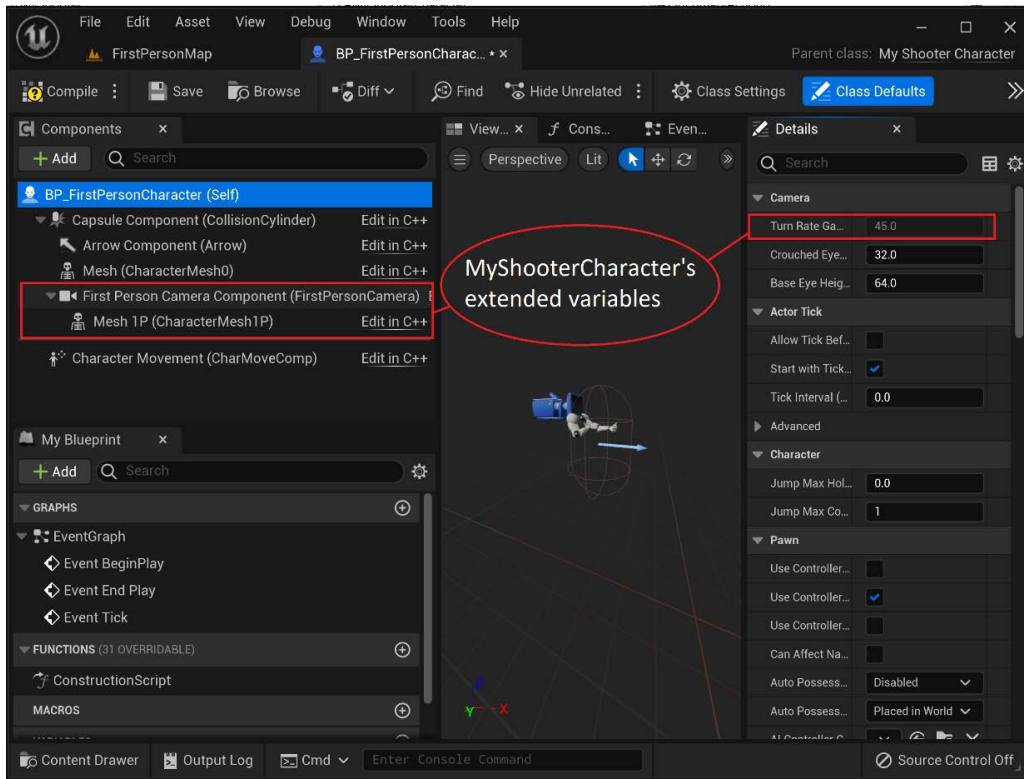 File Edit Asset View Debug Window Tools Help
FirstPersonMap
BP_FirstPersonCharac... •
Parent class: My Shooter Character
Compile
Save
Browse
Diff
Find
Hide Unrelated
Class Settings
Class Defaults
Components
Add
Search
BP_FirstPersonCharacter (Self)
Capsule Component (CollisionCylinder) Edit in C++
Arrow Component (Arrow) Edit in C++
Mesh (CharacterMesh0) Edit in C++
First Person Camera Component (FirstPersonCamera) E
Mesh 1P (CharacterMesh1P) Edit in C++
Character Movement (CharMoveComp) Edit in C++
My Blueprint
Add
Search
GRAPHS
EventGraph
Event BeginPlay
Event End Play
Event Tick
FUNCTIONS (31 OVERRIDABLE)
ConstructionScript
MACROS
View...
Cons...
Even...
Perspective
Lit
MyShooterCharacter's
extended variables
Z
Y
X
Details
Search
Camera
Turn Rate Ga... 45.0
Crouched Eye... 32.0
Base Eye Heig... 64.0
Actor Tick
Allow Tick Bef...
Start with Tick...
Tick Interval (... 0.0
Advanced
Character
Jump Max Hol... 0.0
Jump Max Co... 1
Pawn
Use Controller...
Use Controller...
Use Controller...
Can Affect Na...
Auto Possess... Disabled
Auto Possess... Placed in World
Content Drawer
Output Log
Cmd
Enter Console Command
Source Control Off